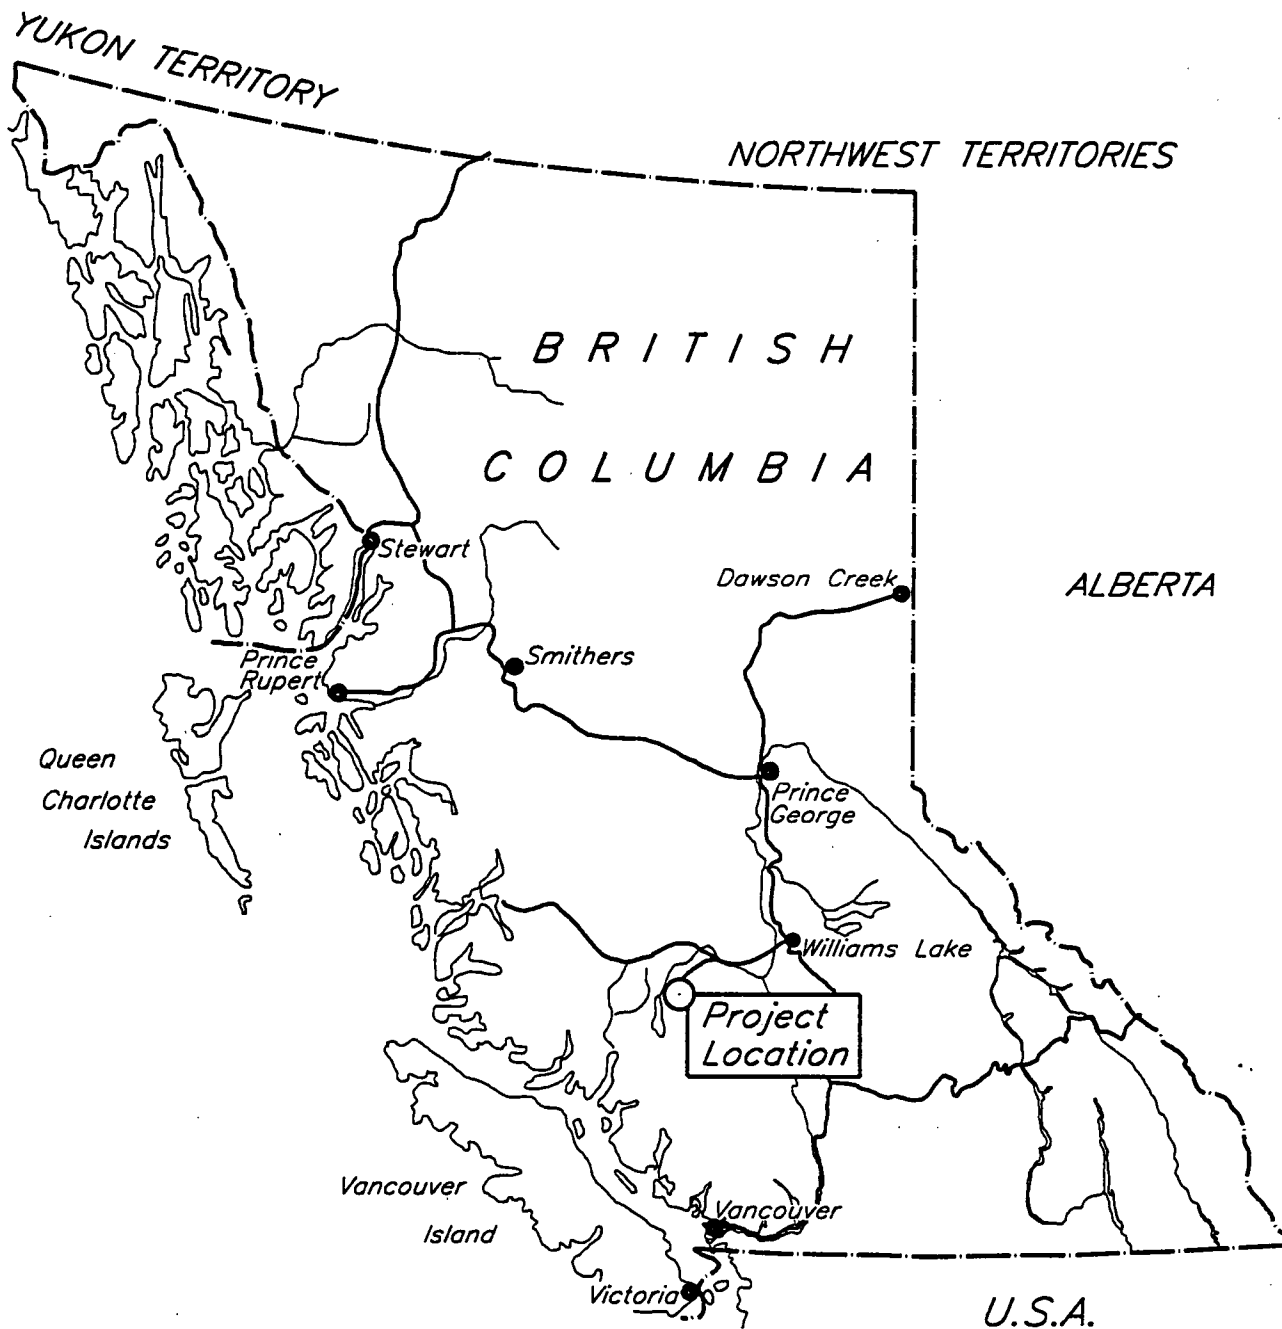 YUKON TERRITORY
NORTHWEST TERRITORIES
BRITISH
COLUMBIA
Stewart
Dawson Creek
ALBERTA
Smithers
Prince
Rupert
Queen
Charlotte
Islands
Prince
George
Williams Lake
Project
Location
Vancouver
Island
Vancouver
Victoria
U.S.A.